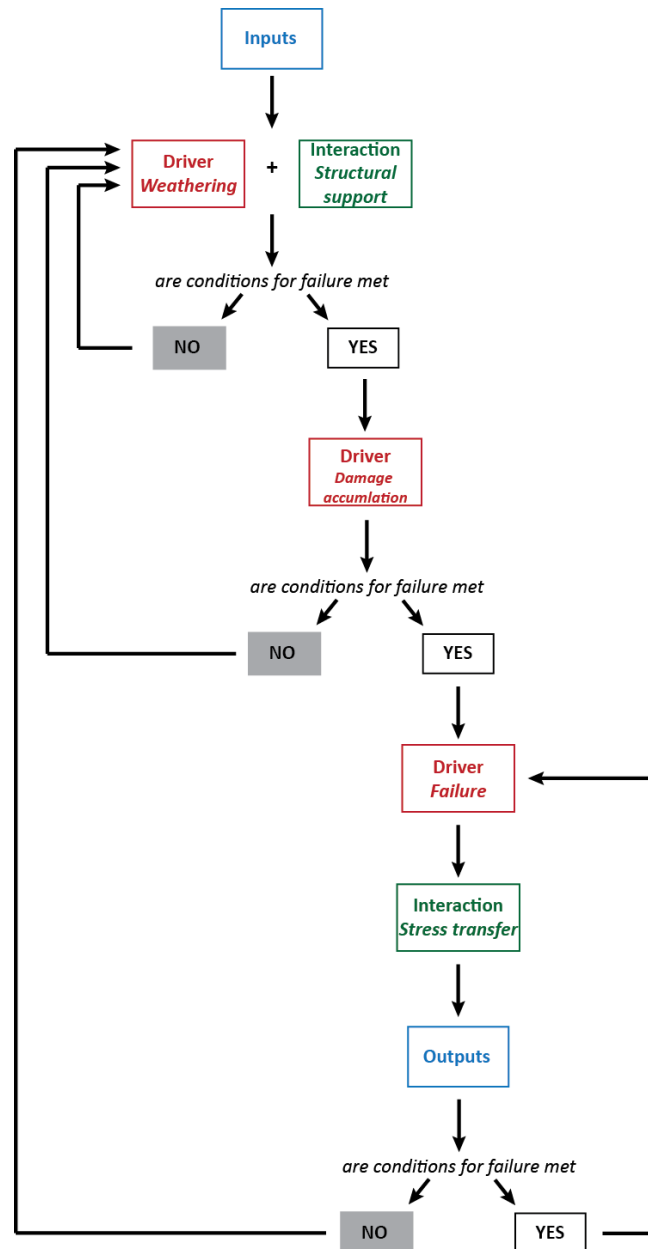 Inputs
Driver
Weathering
+
Interaction
Structural
support
are conditions for failure met
NO
YES
Driver
Damage
accumlation
are conditions for failure met
NO
YES
Driver
Failure
Interaction
Stress transfer
Outputs
are conditions for failure met
NO
YES